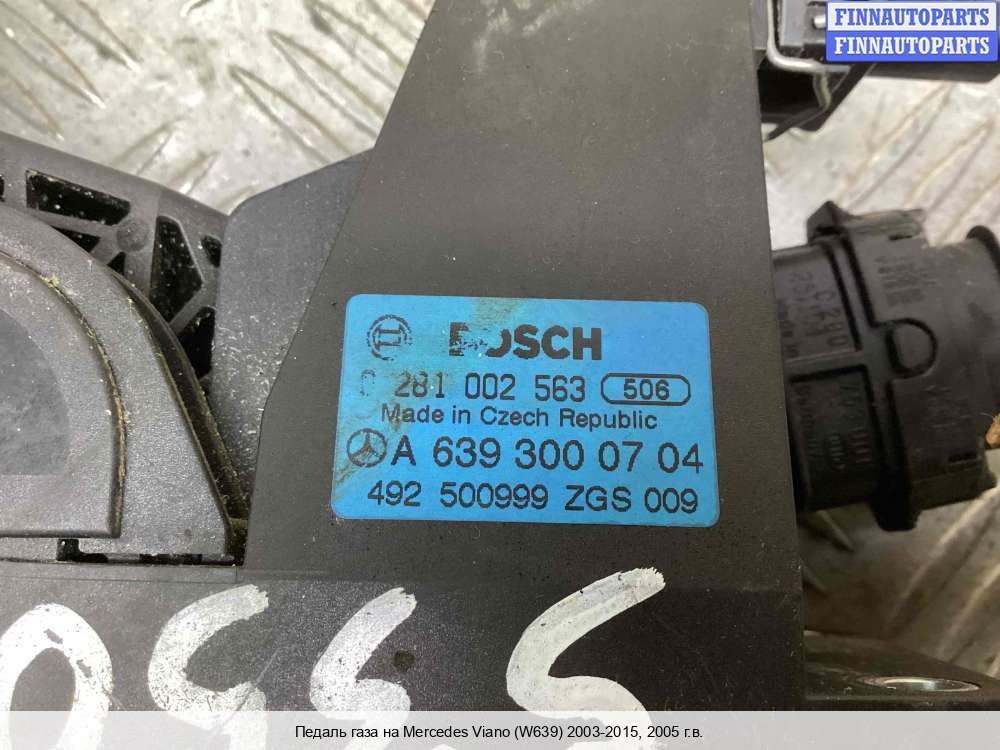 FINNAUTOPARTS
FINNAUTOPARTS
BOSCH
0 281 002 563 506
Made in Czech Republic
A 639 300 07 04
492 500999 ZGS 009
Педаль газа на Mercedes Viano (W639) 2003-2015, 2005 г.в.